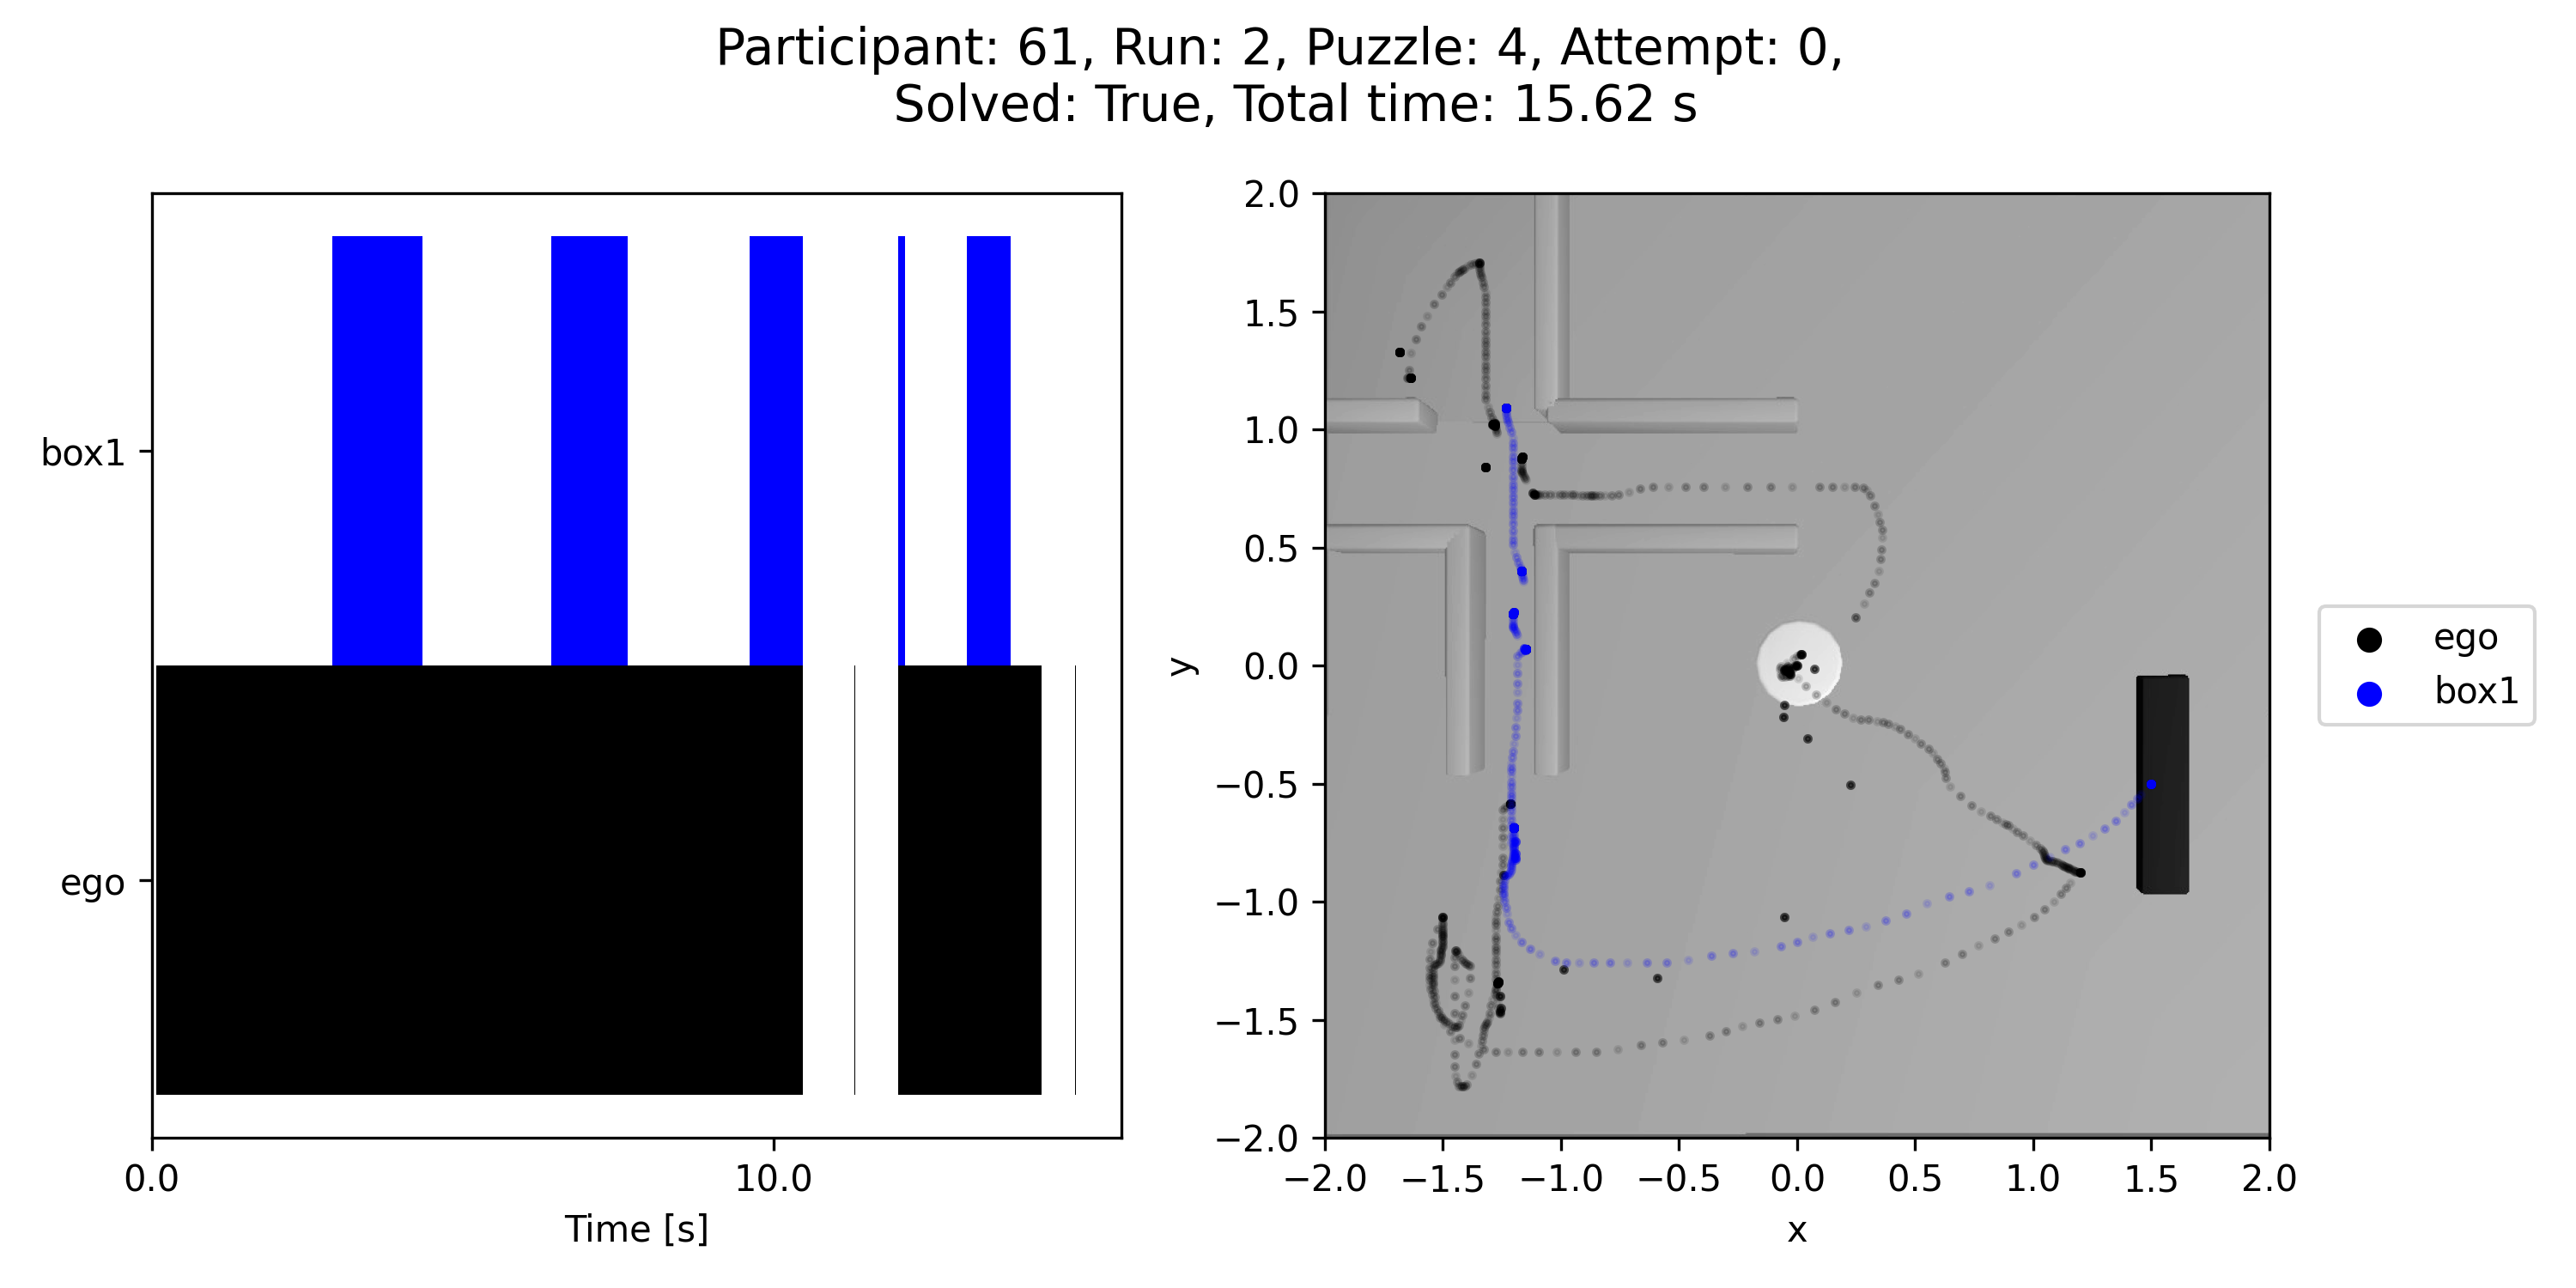 Participant: 61, Run: 2, Puzzle: 4, Attempt: 0,
Solved: True, Total time: 15.62 s
box1
ego
0.0
10.0
Time [s]
2.0
1.5
1.0
0.5
0.0
−0.5
−1.0
−1.5
−2.0
y
−2.0
−1.5
−1.0
−0.5
0.0
0.5
1.0
1.5
2.0
x
ego
box1